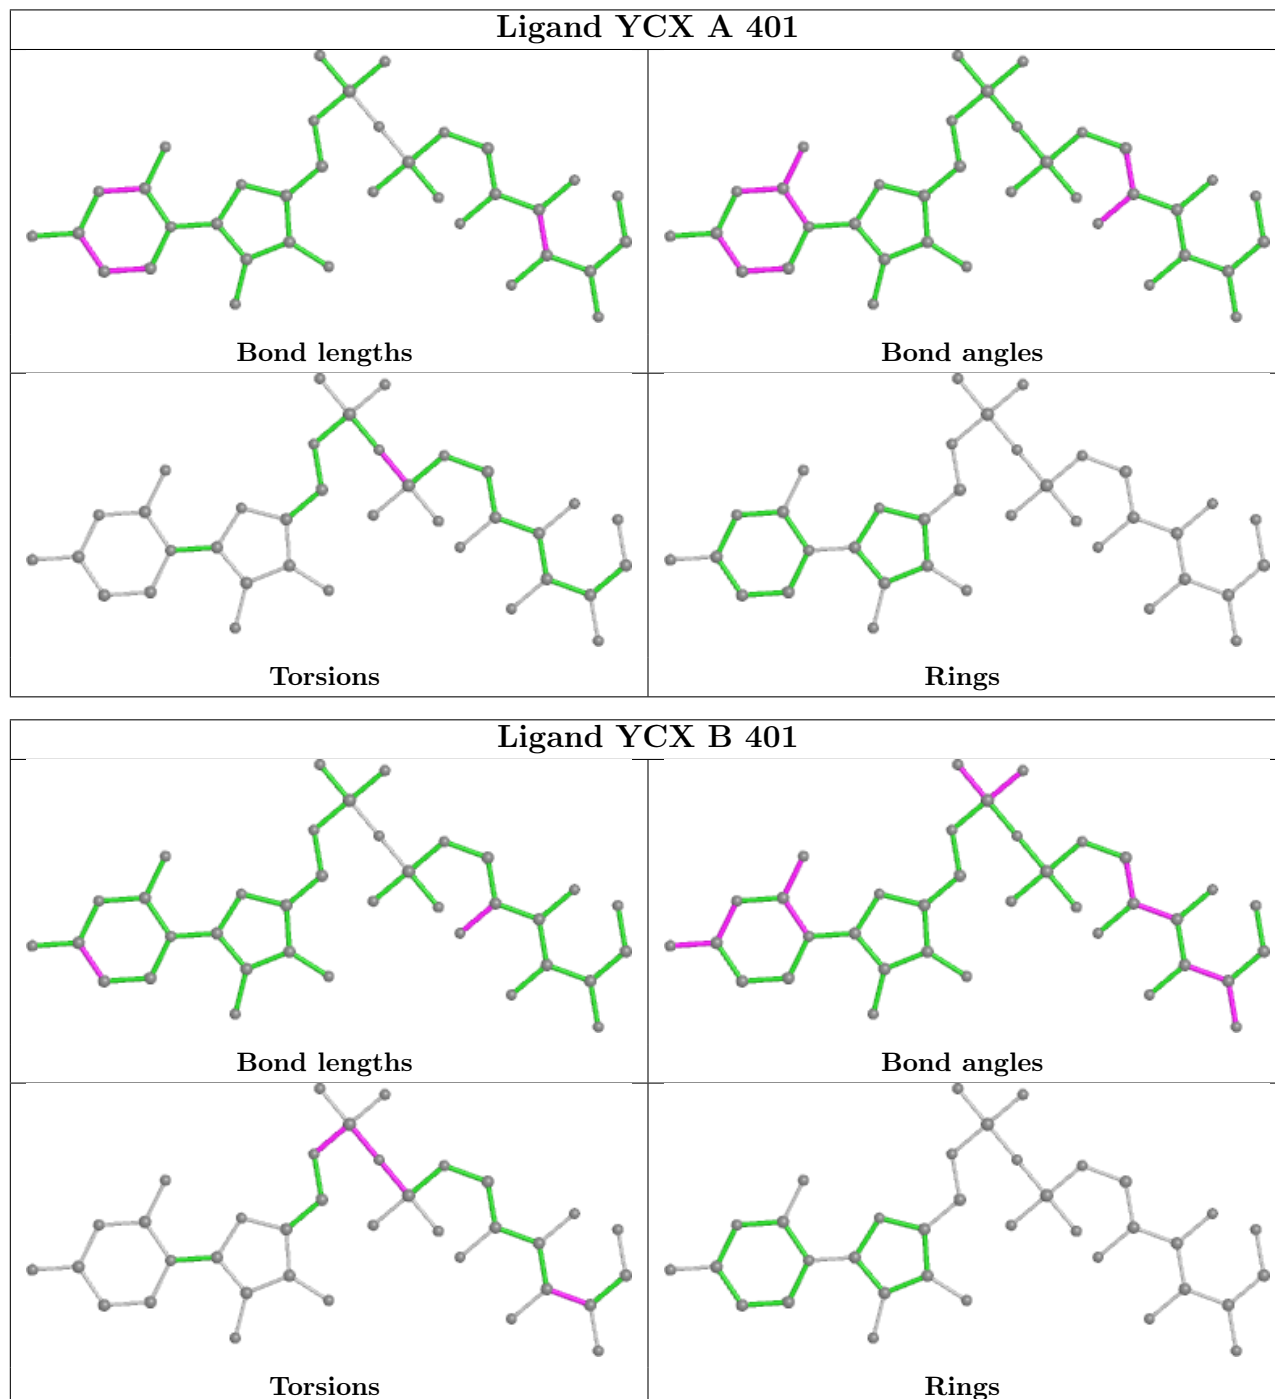 Ligand YCX A 401
Bond lengths
Bond angles
Torsions
Rings
Ligand YCX B 401
Bond lengths
Bond angles
Torsions
Rings